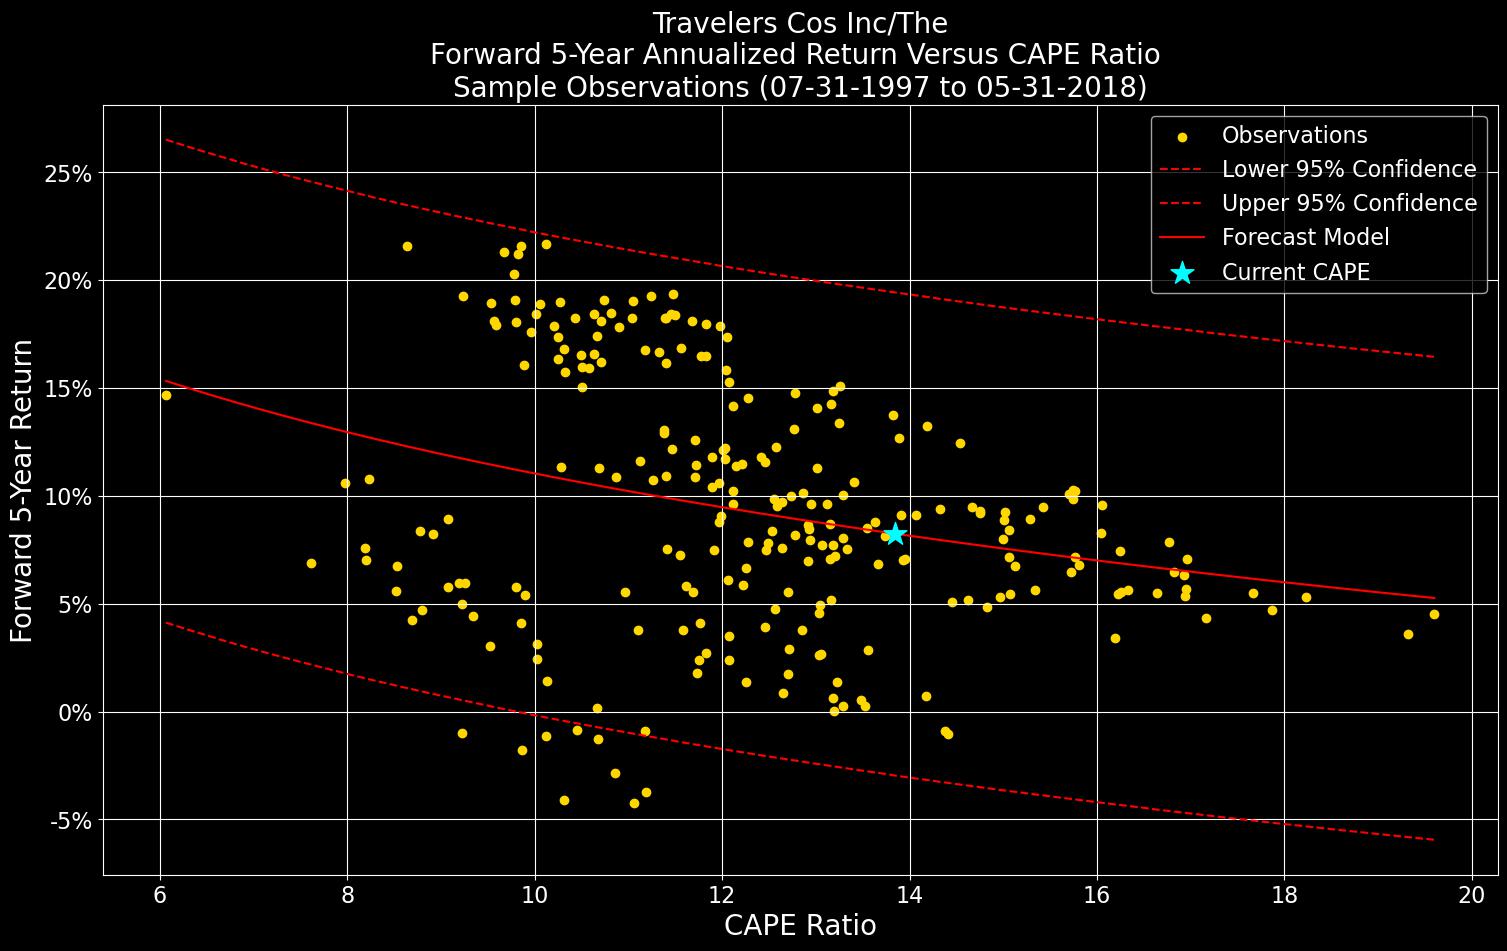 Travelers Cos Inc/The
Forward 5-Year Annualized Return Versus CAPE Ratio
Sample Observations (07-31-1997 to 05-31-2018)
Observations
Lower 95% Confidence
Upper 95% Confidence
Forecast Model
Current CAPE
Forward 5-Year Return
25%
20%
15%
10%
5%
0%
-5%
6 8 10 12 14 16 18 20
CAPE Ratio